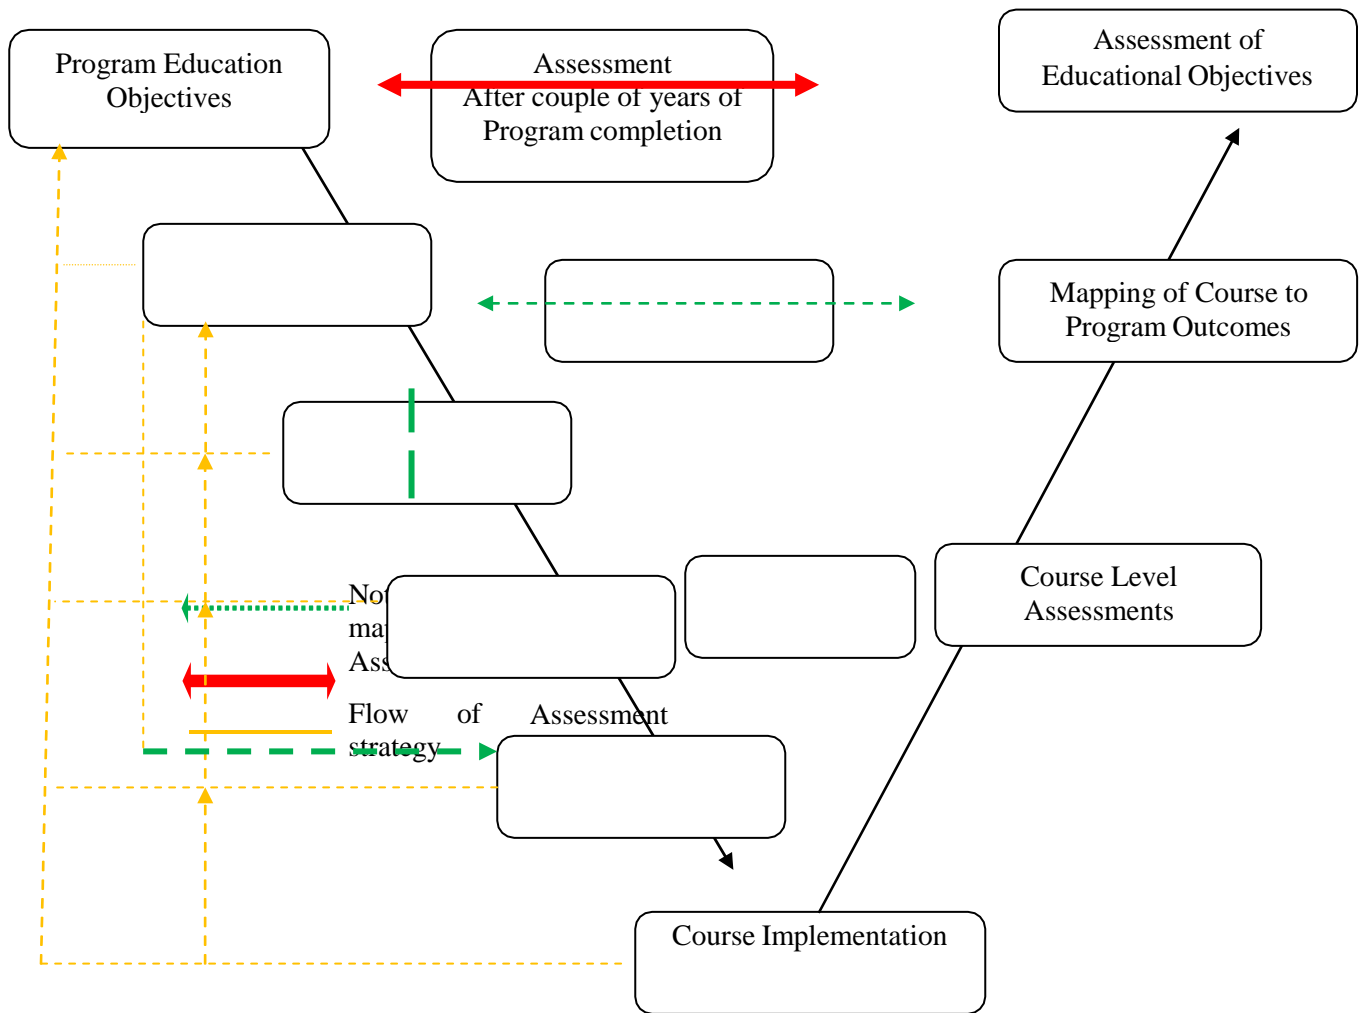 Program Education
Objectives
Assessment
After couple of years of
Program completion
Assessment of
Educational Objectives
Mapping of Course to
Program Outcomes
Course Level
Assessments
Flow of Assessment
strategy
Course Implementation